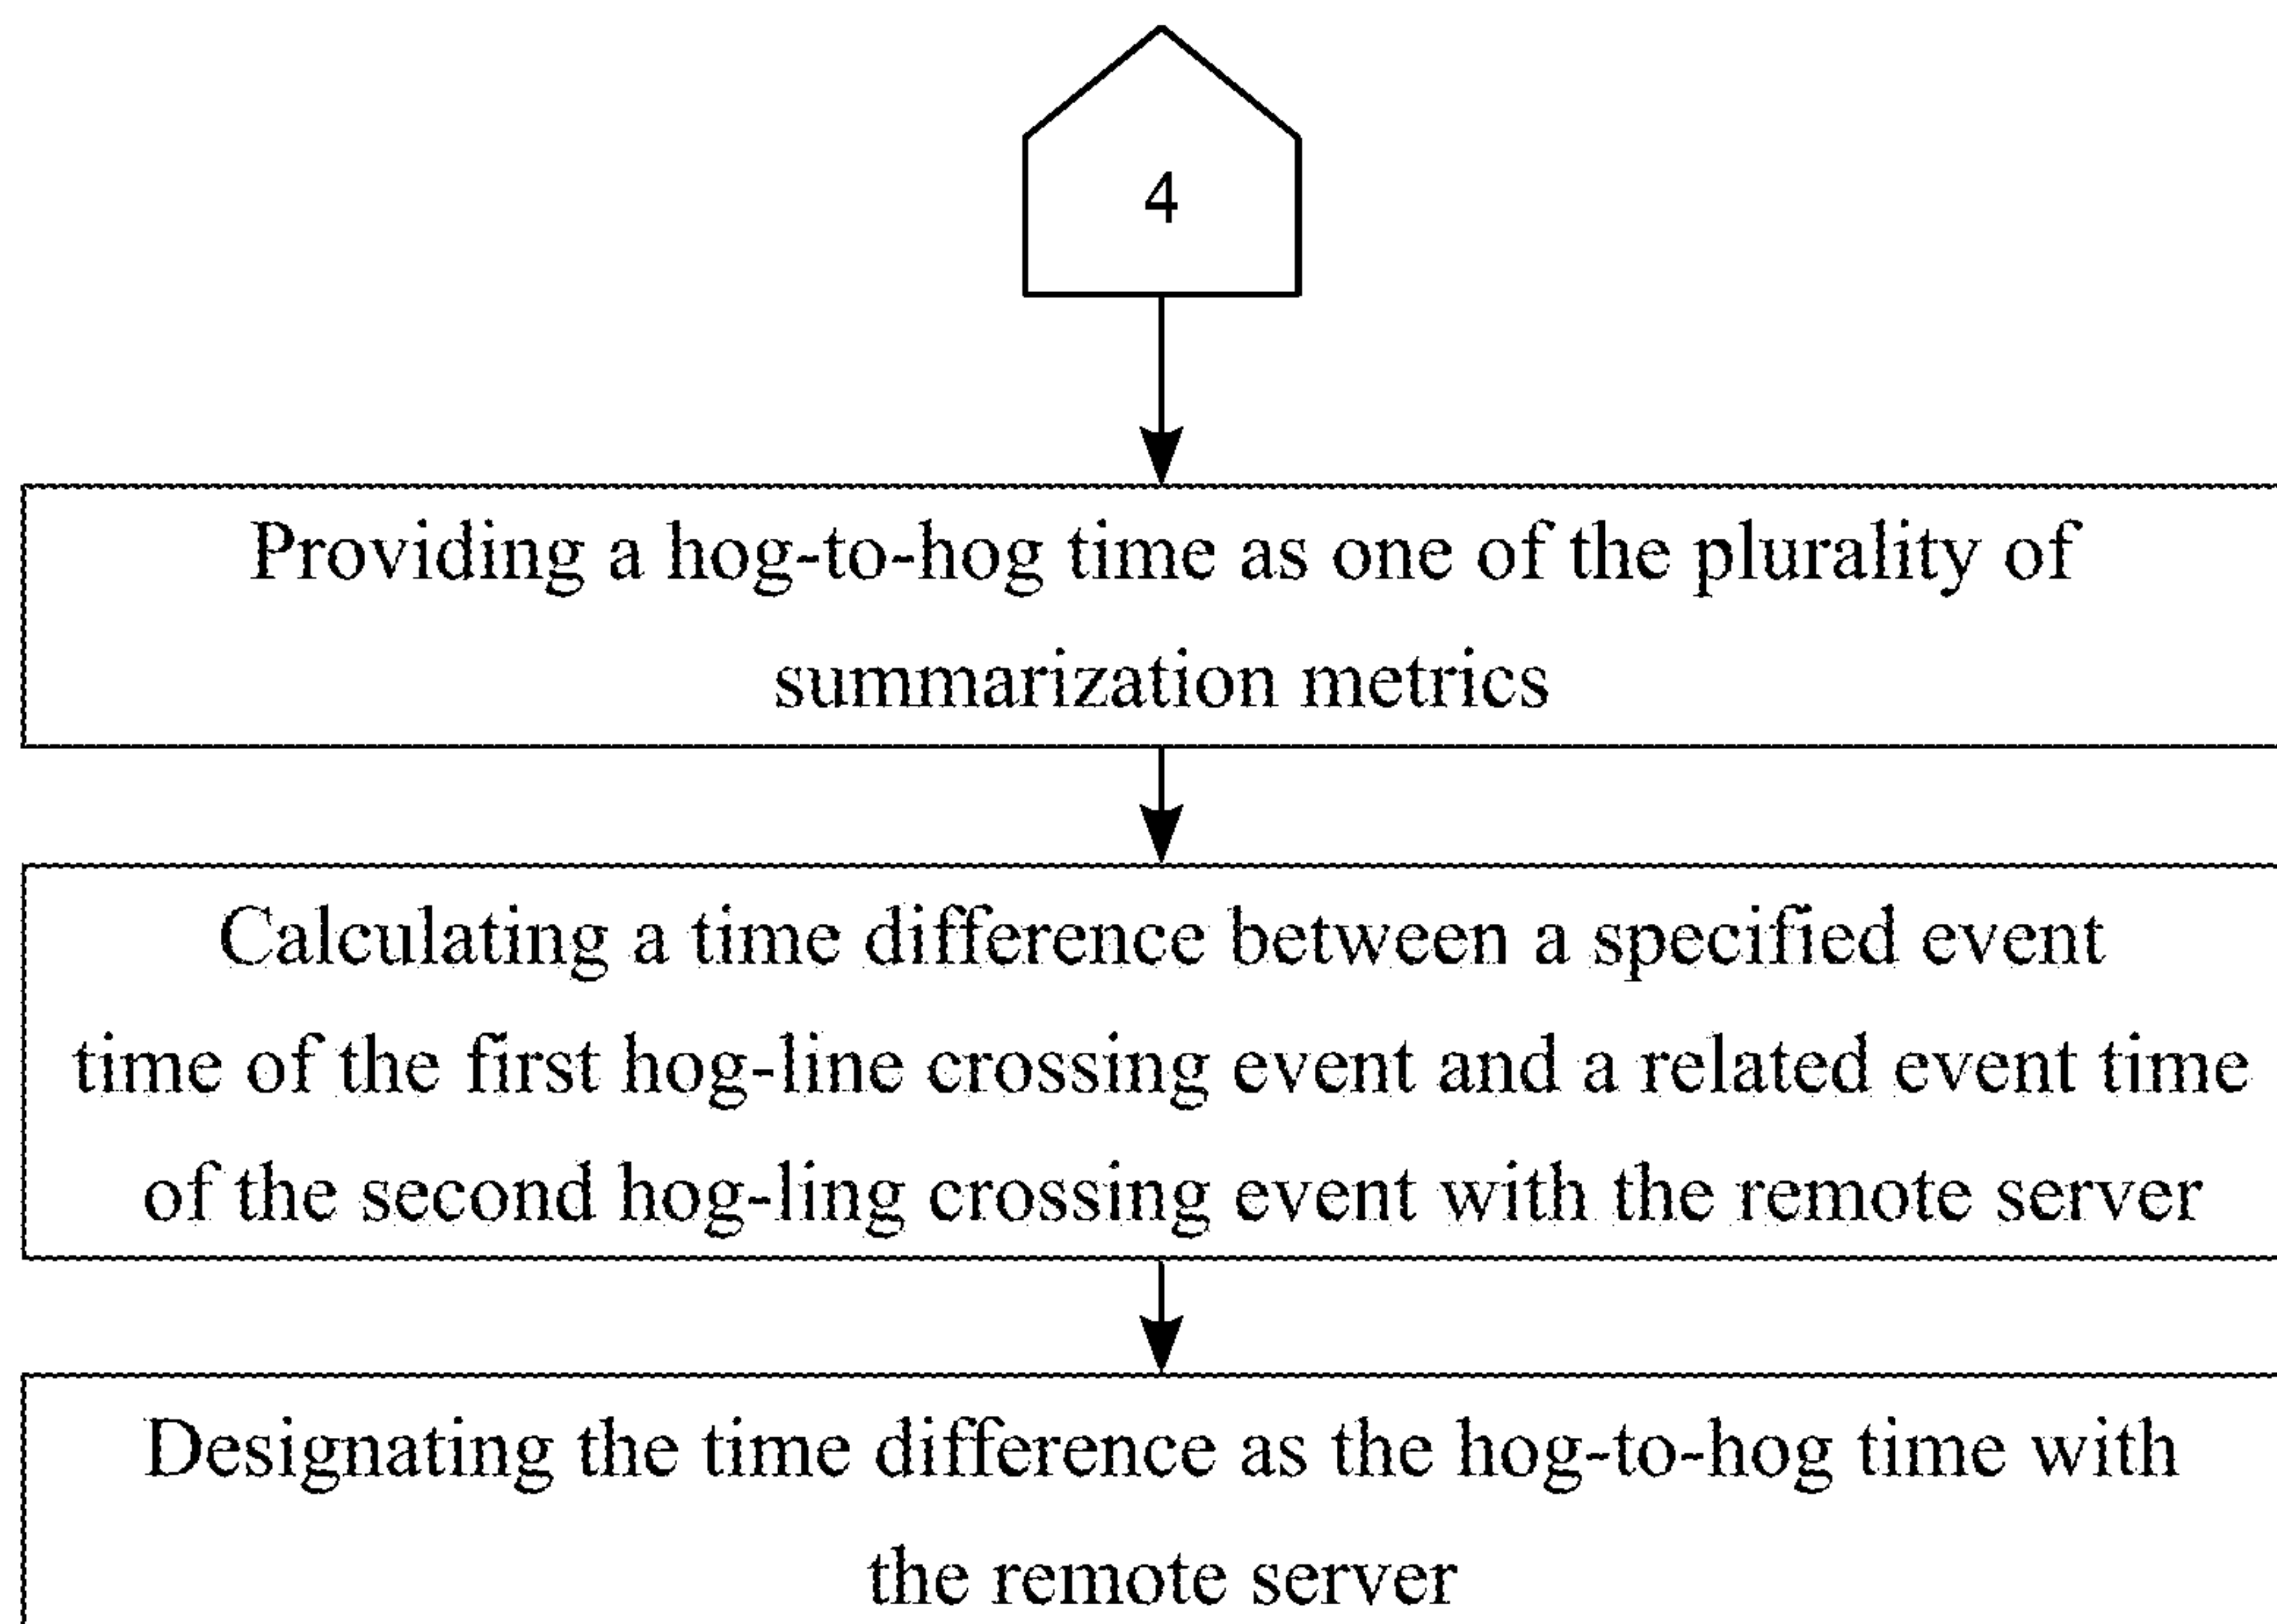 4
Providing a hog-to-hog time as one of the plurality of
summarization metrics
Calculating a time difference between a specified event
time of the first hog-line crossing event and a related event time
of the second hog-ling crossing event with the remote server
Designating the time difference as the hog-to-hog time with
the remote server